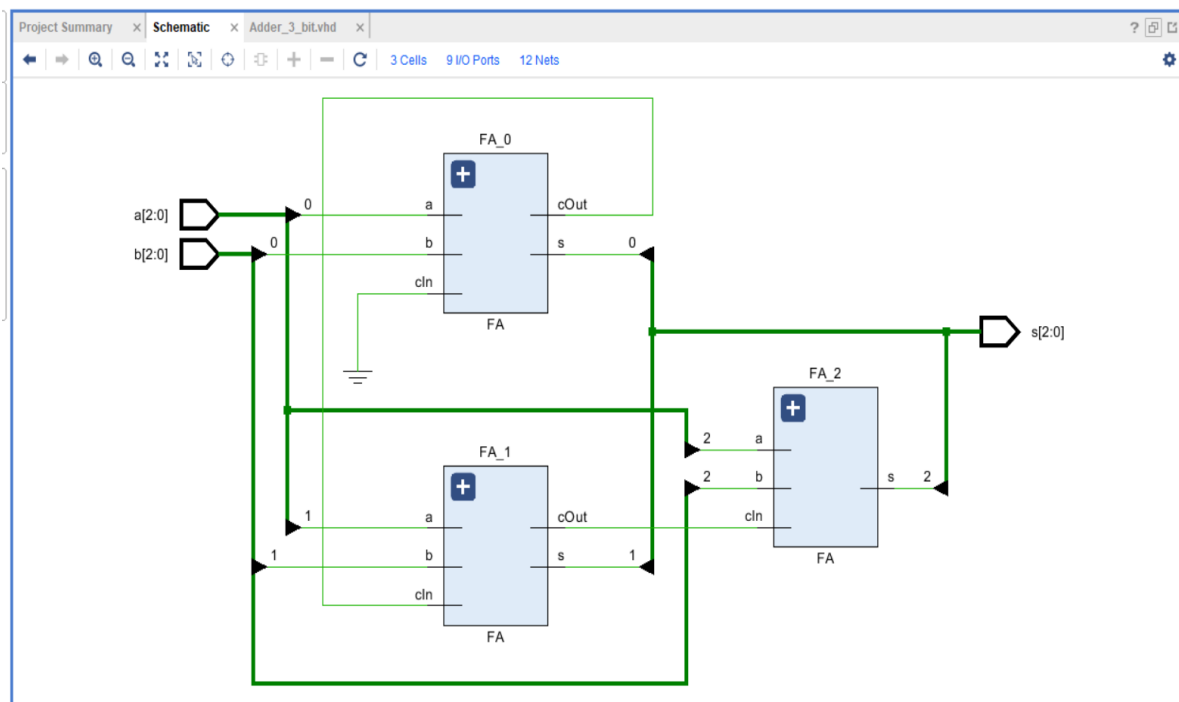 Project Summary × Schematic × Adder_3_bit.vhd × ?
3 Cells 9 I/O Ports 12 Nets
FA_0
a[2:0] 0 a cOut
b[2:0] 0 b s 0
cIn
FA
s[2:0]
FA_2
2 a
FA_1
2 b s 2
1 a cOut cIn
1 b s 1 FA
cIn
FA